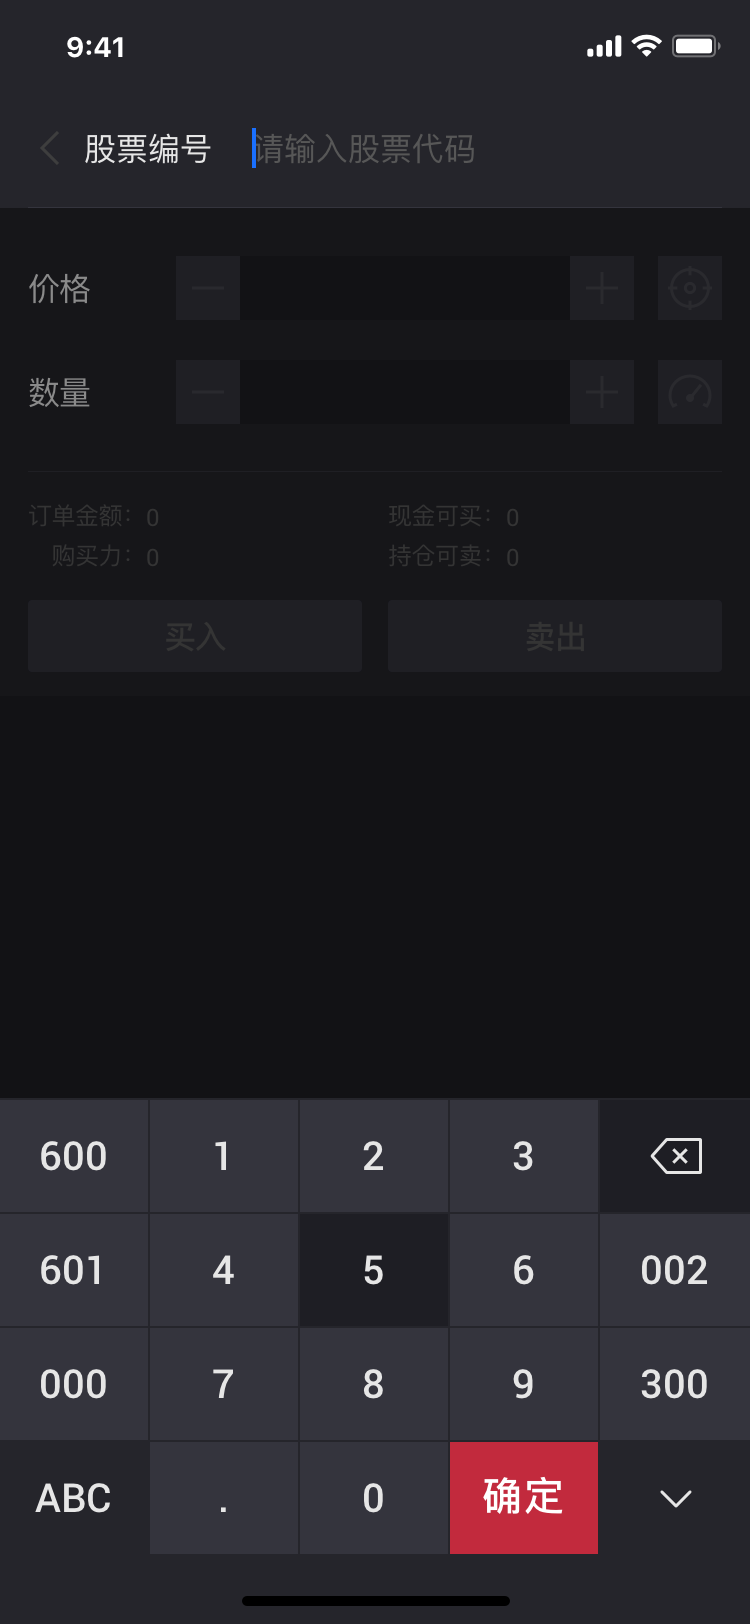 9:41
股票编号 请输入股票代码
价格
数量
订单金额：0 现金可买：0
购买力：0 持仓可卖：0
买入 卖出
600 1 2 3
601 4 5 6 002
000 7 8 9 300
ABC . 0 确定